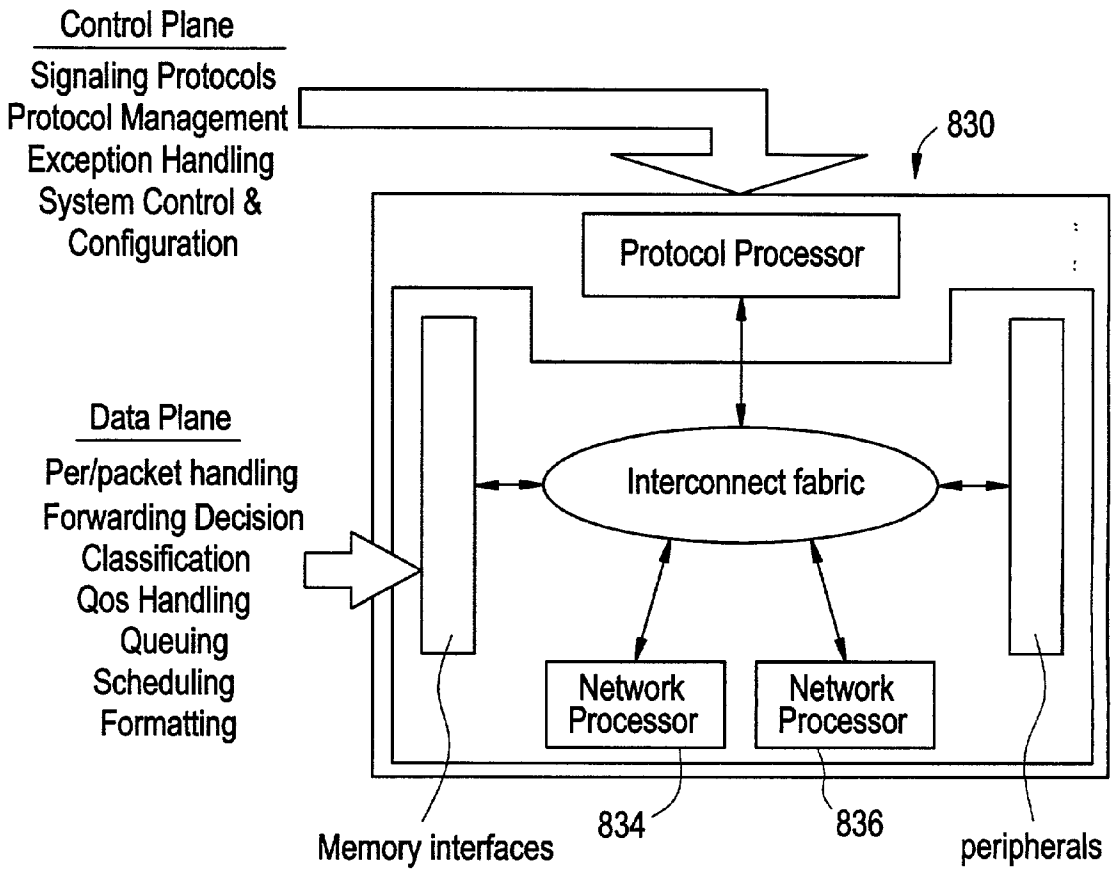 Control Plane
Signaling Protocols
Protocol Management
Exception Handling
System Control &
Configuration
830
Protocol Processor
Data Plane
Per/packet handling
Forwarding Decision
Classification
Qos Handling
Queuing
Scheduling
Formatting
Interconnect fabric
Network
Processor
Network
Processor
834
836
Memory interfaces
peripherals